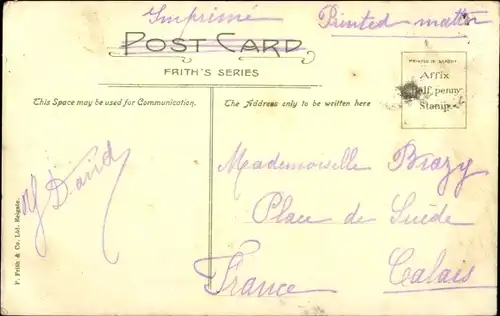 Imprimé Printed matter
POST CARD
FRITH'S SERIES
PRINTED IN SAXONY
Affix
Half penny
Stamp.
This Space may be used for Communication.
The Address only to be written here
David
Mademoiselle Brazy
Place de Suède
Calais
France
F. Frith & Co. Ltd. Reigate.